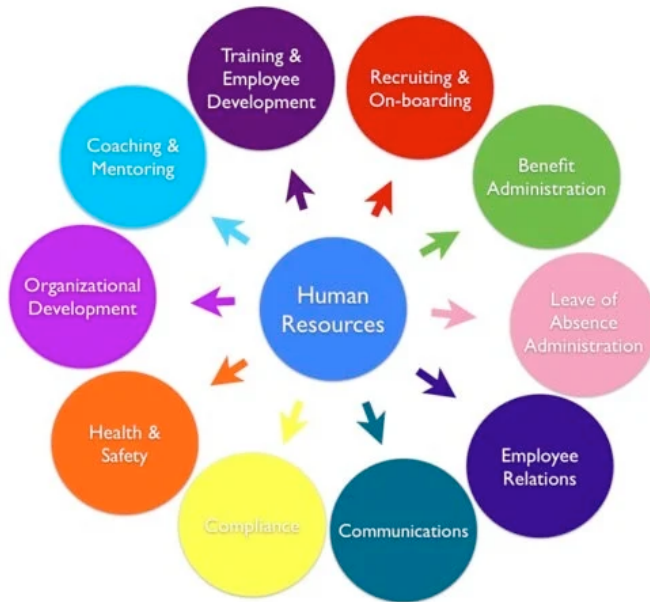 Training &
Employee
Development
Recruiting &
On-boarding
Benefit
Administration
Leave of
Absence
Administration
Employee
Relations
Communications
Compliance
Health &
Safety
Organizational
Development
Coaching &
Mentoring
Human
Resources